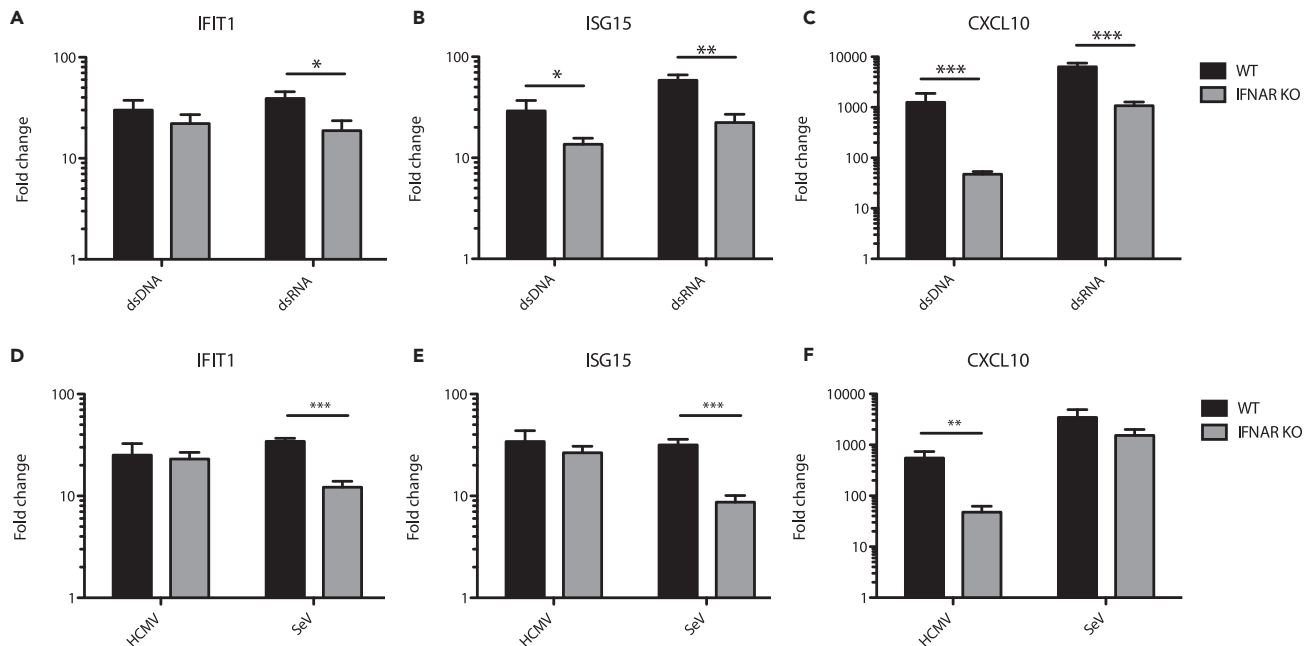 A
IFIT1
Fold change
100
10
1
*
dsDNA
dsRNA
B
ISG15
Fold change
100
10
1
*
**
dsDNA
dsRNA
C
CXCL10
Fold change
10000
1000
100
10
1
***
***
dsDNA
dsRNA
WT
IFNAR KO
D
IFIT1
Fold change
100
10
1
***
HCMV
SeV
E
ISG15
Fold change
100
10
1
***
HCMV
SeV
F
CXCL10
Fold change
10000
1000
100
10
1
**
HCMV
SeV
WT
IFNAR KO